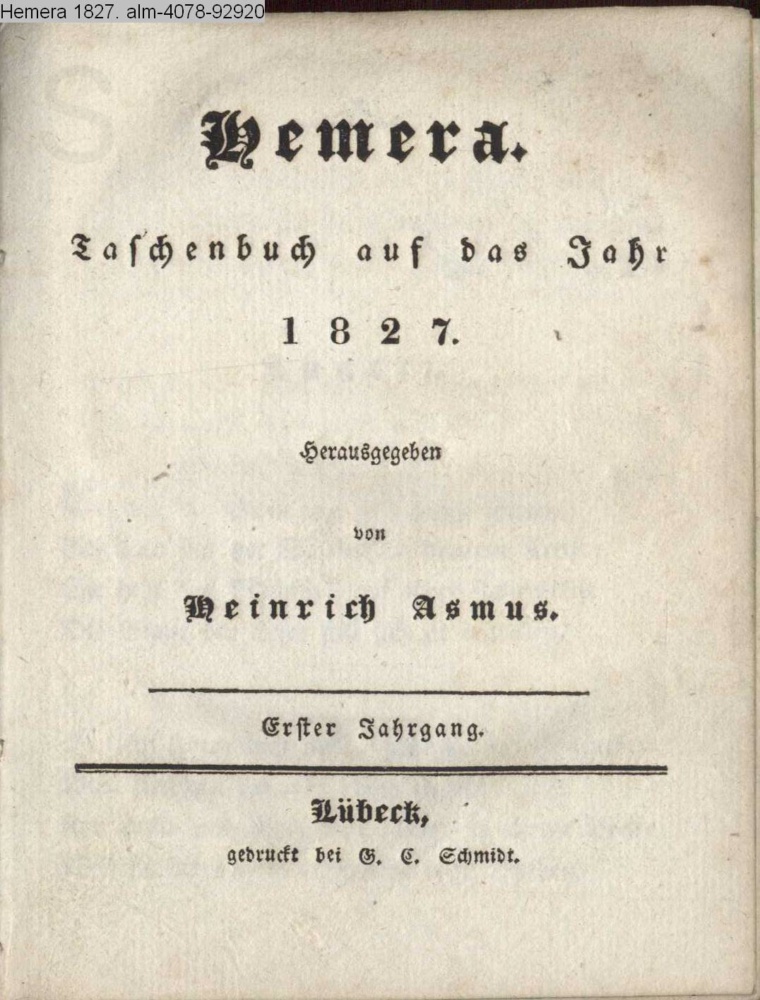 Hemera 1827. alm-4078-92920
Hemera.
Taschenbuch auf das Jahr
1827.
Herausgegeben
von
Heinrich Asmus.
Erster Jahrgang.
Lübeck,
gedruckt bei G. C. Schmidt.